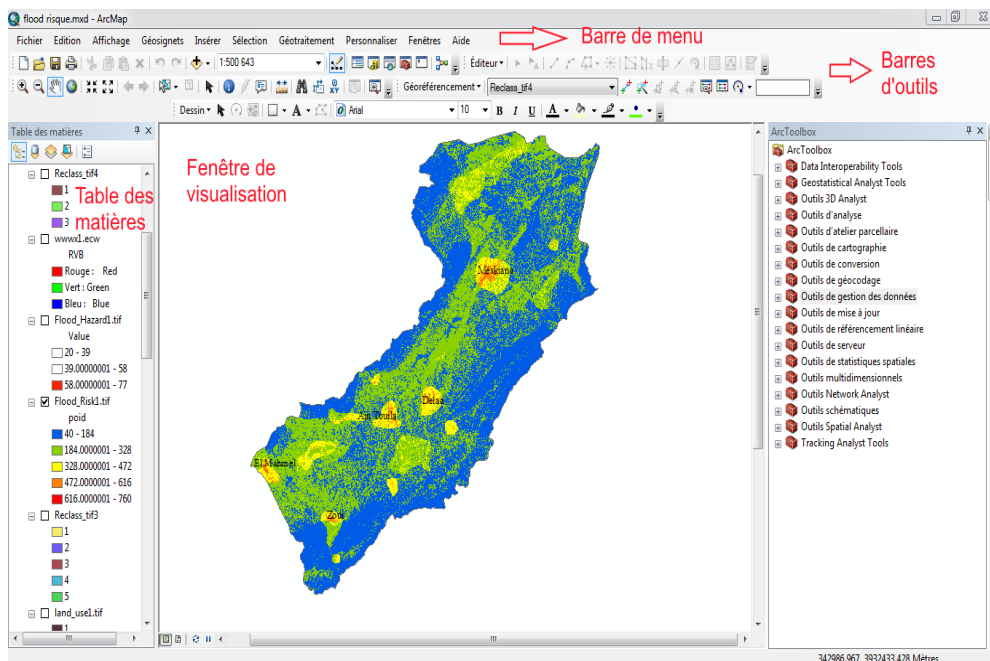 flood risque.mxd - ArcMap
Fichier Edition Affichage Géosignets Insérer Sélection Géotraitement Personnaliser Fenêtres Aide
Barre de menu
1:500 643
Éditeur
Barres d'outils
Géoréférencement
Reclass_tif4
Dessin
Arial
10
B I U A
Table des matières
Reclass_tif4
1
2
3
Table des matières
wwwx1.ecw
RVB
Rouge : Red
Vert : Green
Bleu : Blue
Flood_Hazard1.tif
Value
20 - 39
39.00000001 - 58
58.00000001 - 77
Flood_Risk1.tif
poid
40 - 184
184.0000001 - 328
328.0000001 - 472
472.0000001 - 616
616.0000001 - 760
Reclass_tif3
1
2
3
4
5
land_use1.tif
1
Fenêtre de visualisation
Meskiana
Delaa
Ain Touila
El Mahmel
Zoui
ArcToolbox
ArcToolbox
Data Interoperability Tools
Geostatistical Analyst Tools
Outils 3D Analyst
Outils d'analyse
Outils d'atelier parcellaire
Outils de cartographie
Outils de conversion
Outils de géocodage
Outils de gestion des données
Outils de mise à jour
Outils de référencement linéaire
Outils de serveur
Outils de statistiques spatiales
Outils multidimensionnels
Outils Network Analyst
Outils schématiques
Outils Spatial Analyst
Tracking Analyst Tools
342986,967 3932433,428 Mètres